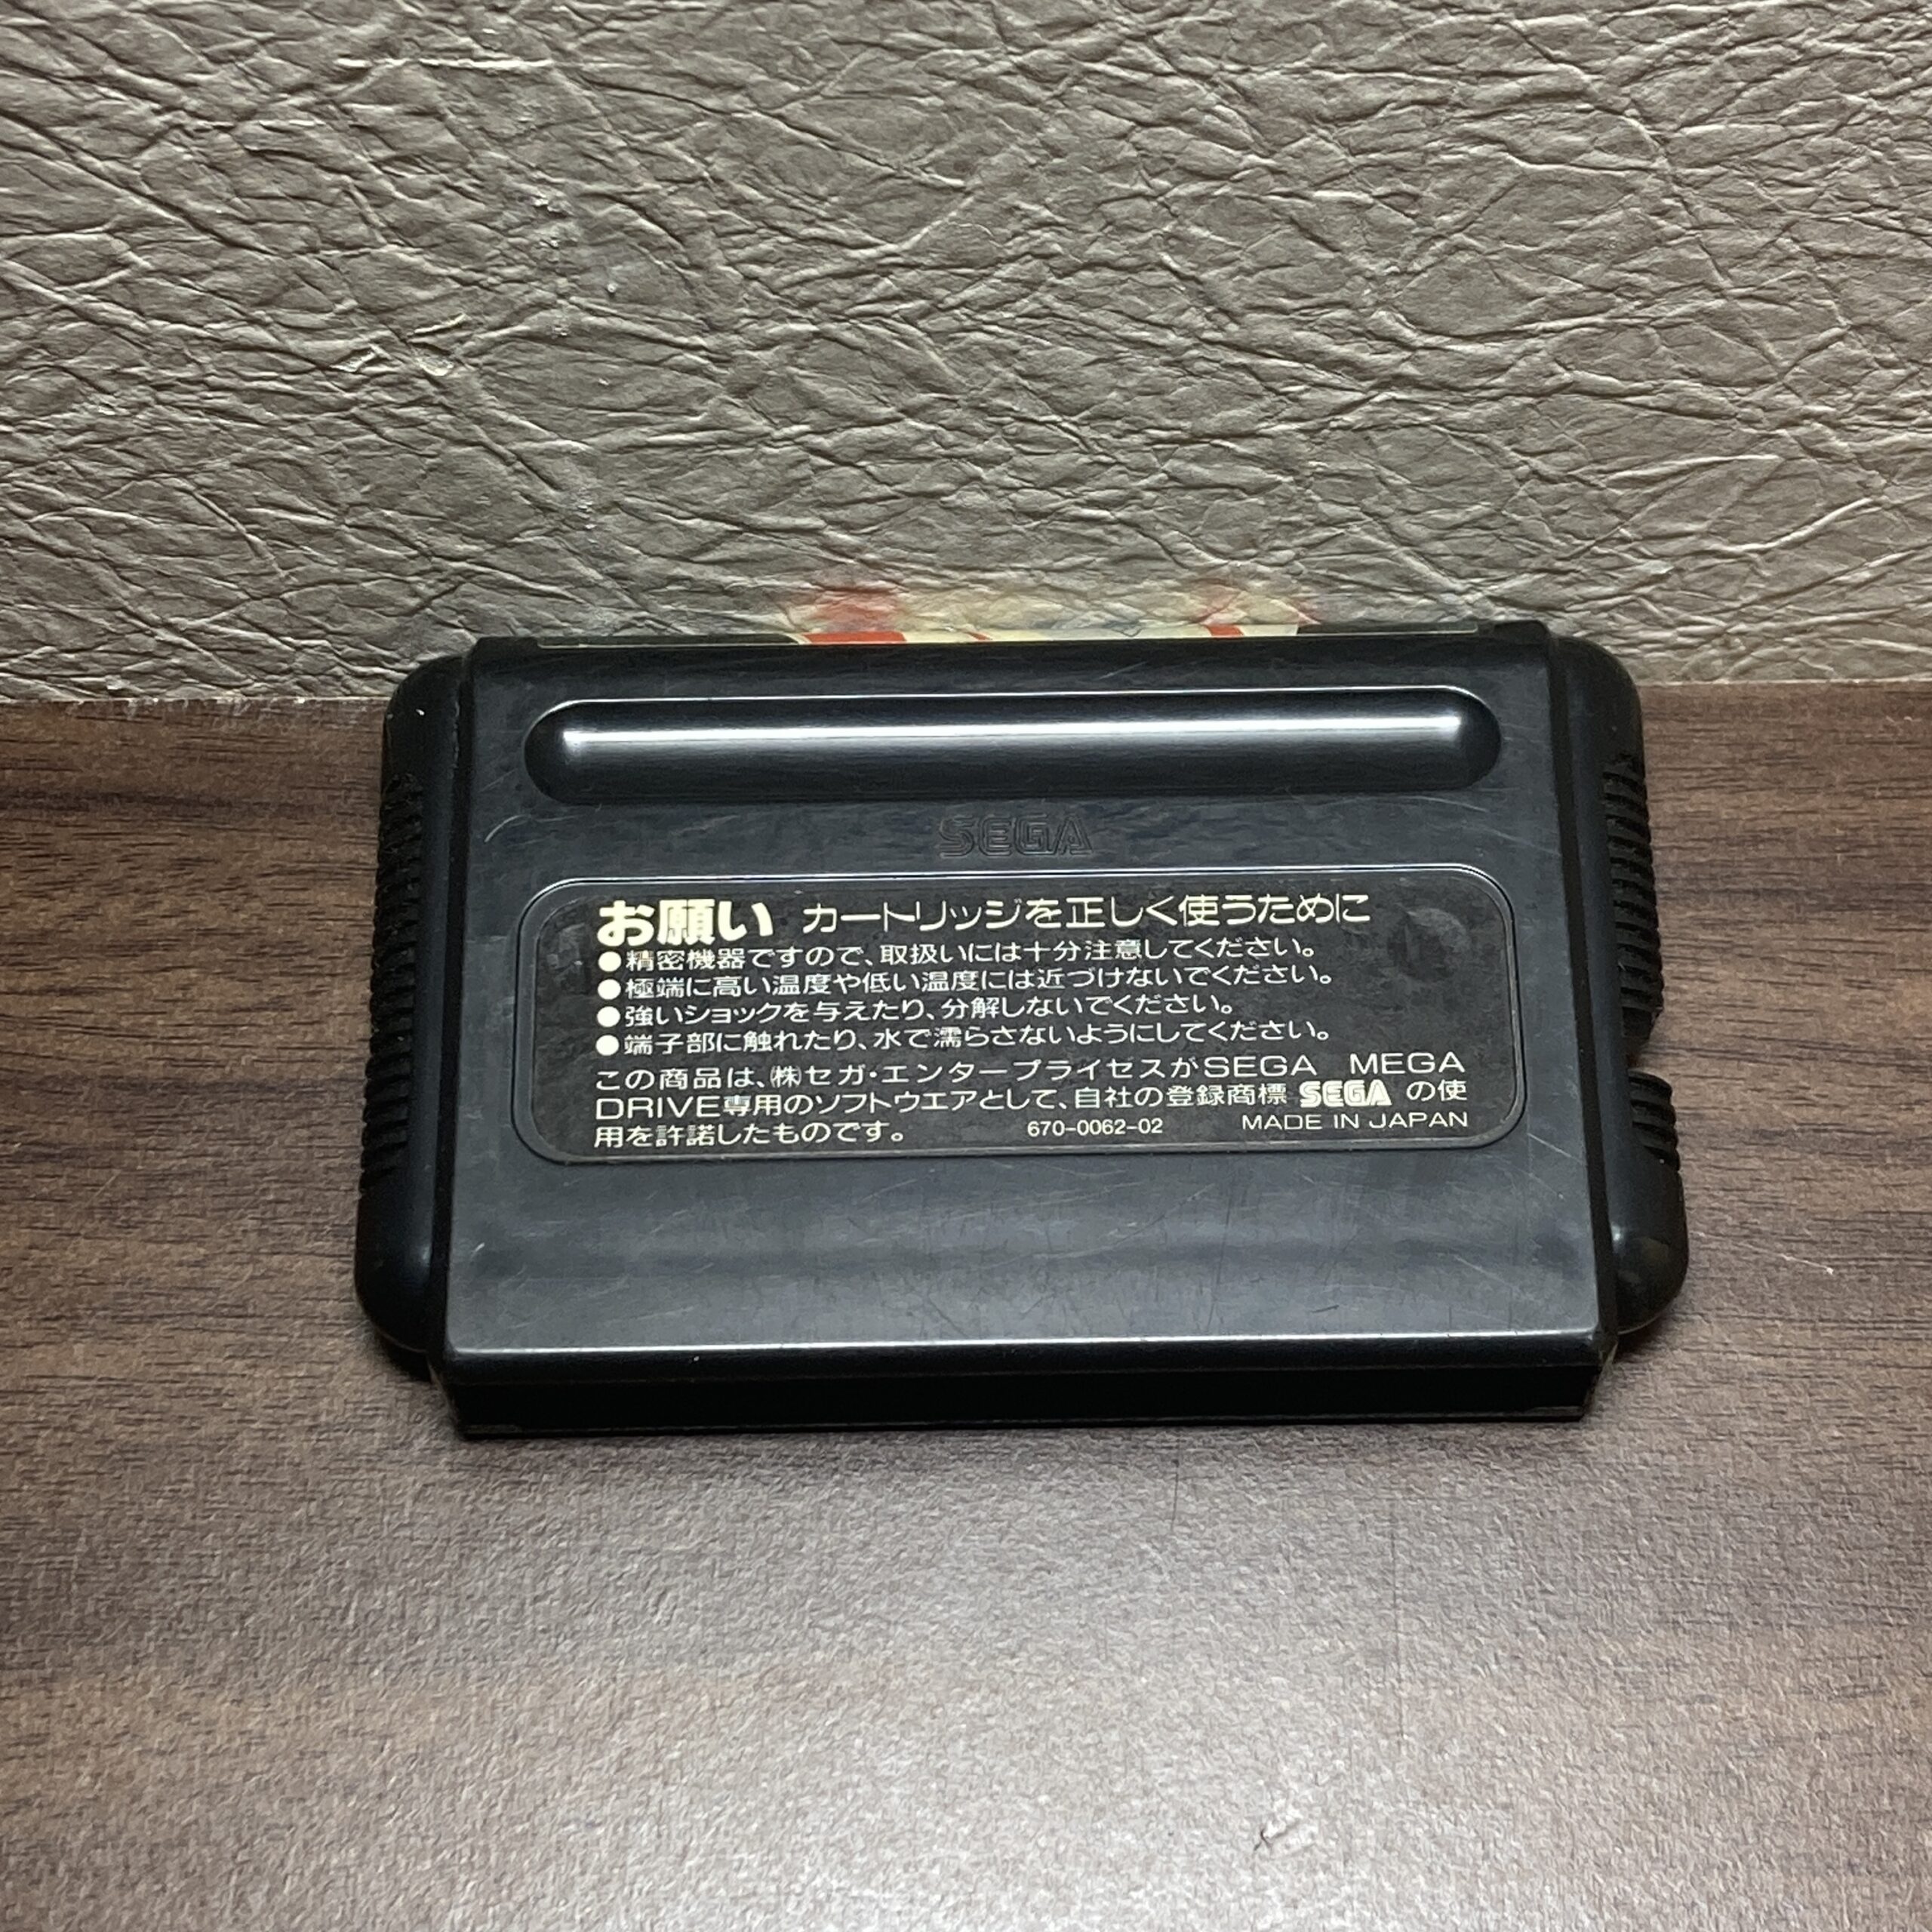 SEGA
お願い カートリッジを正しく使うために
●精密機器ですので、取扱いには十分注意してください。
●極端に高い温度や低い温度には近づけないでください。
●強いショックを与えたり、分解しないでください。
●端子部に触れたり、水で濡らさないようにしてください。
この商品は、㈱セガ・エンタープライセスがSEGA MEGA
DRIVE専用のソフトウエアとして、自社の登録商標 SEGA の使
用を許諾したものです。 670-0062-02 MADE IN JAPAN